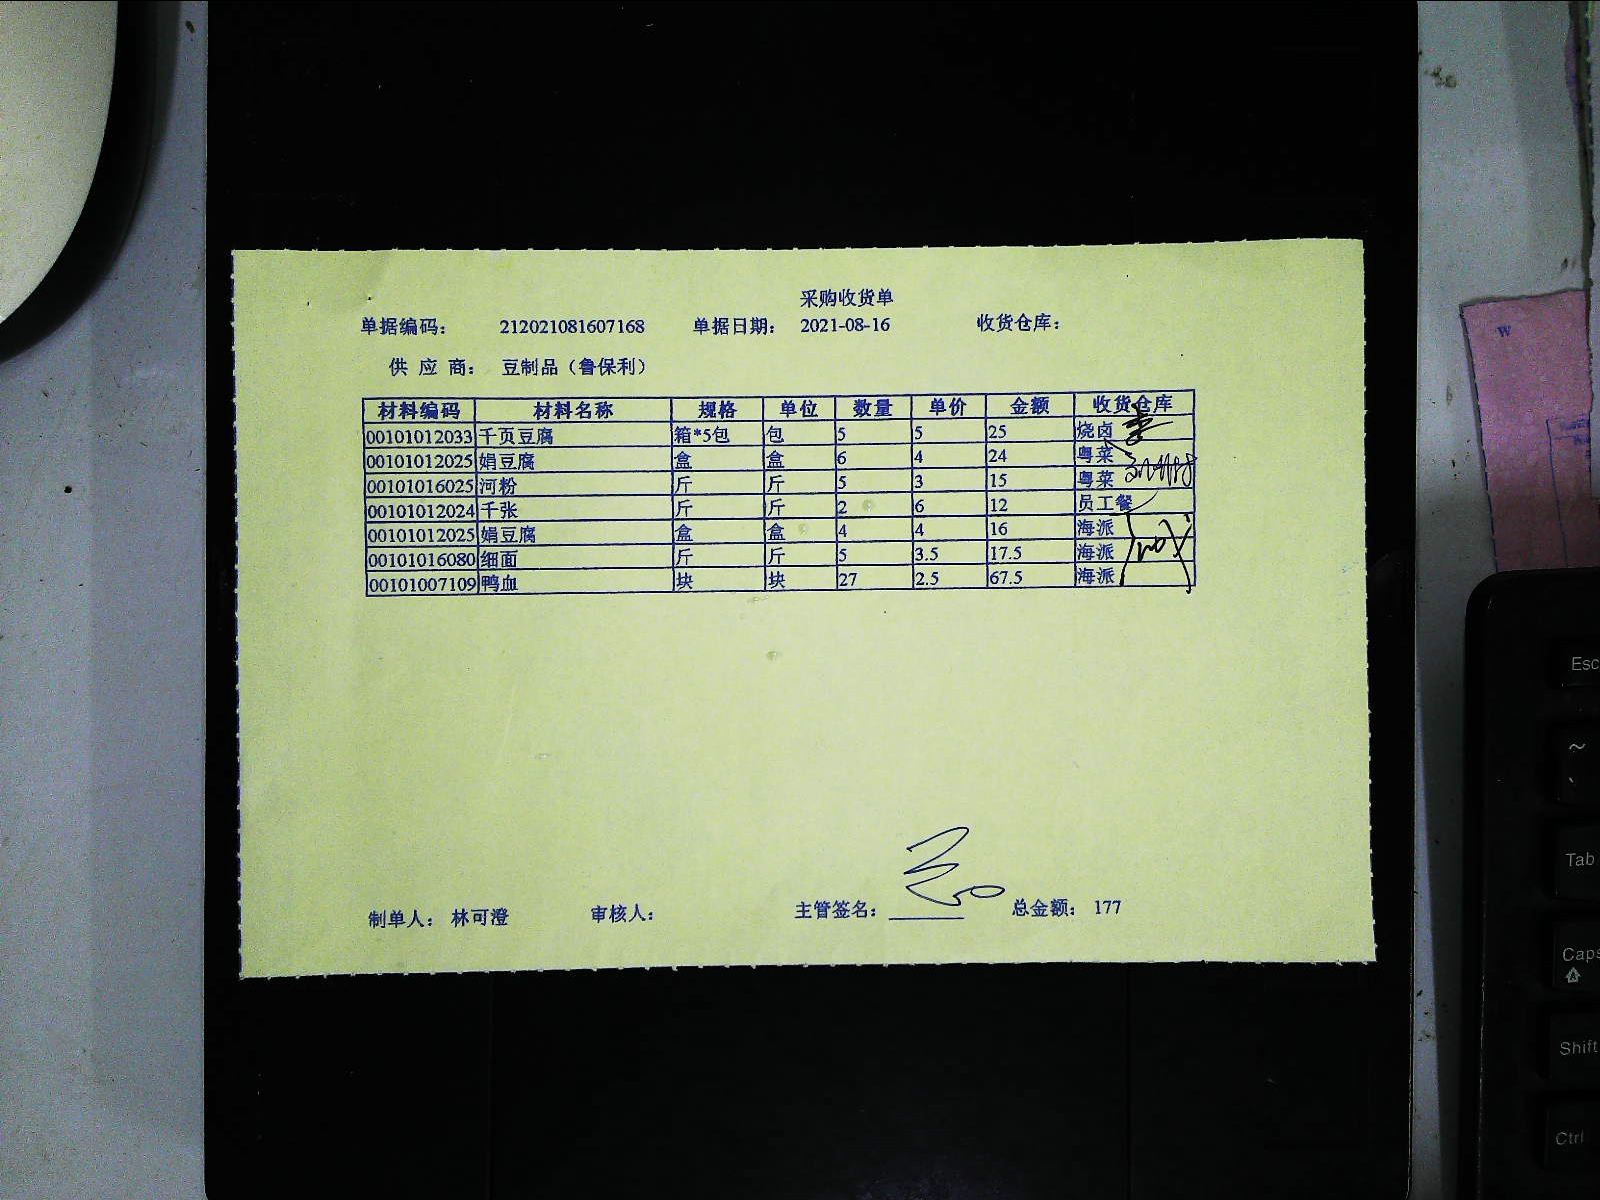 采购收货单
单据编码： 212021081607168 单据日期： 2021-08-16 收货仓库：
供 应 商： 豆制品（鲁保利）
材料编码 材料名称 规格 单位 数量 单价 金额 收货仓库
00101012033 千页豆腐 箱*5包 包 5 5 25 烧卤
00101012025 娟豆腐 盒 盒 6 4 24 粤菜
00101016025 河粉 斤 斤 5 3 15 粤菜
00101012024 千张 斤 斤 2 6 12 员工餐
00101012025 娟豆腐 盒 盒 4 4 16 海派
00101016080 细面 斤 斤 5 3.5 17.5 海派
00101007109 鸭血 块 块 27 2.5 67.5 海派
制单人： 林可澄 审核人： 主管签名： 总金额： 177
W
Esc
~
Tab
Caps
Shift
Ctrl